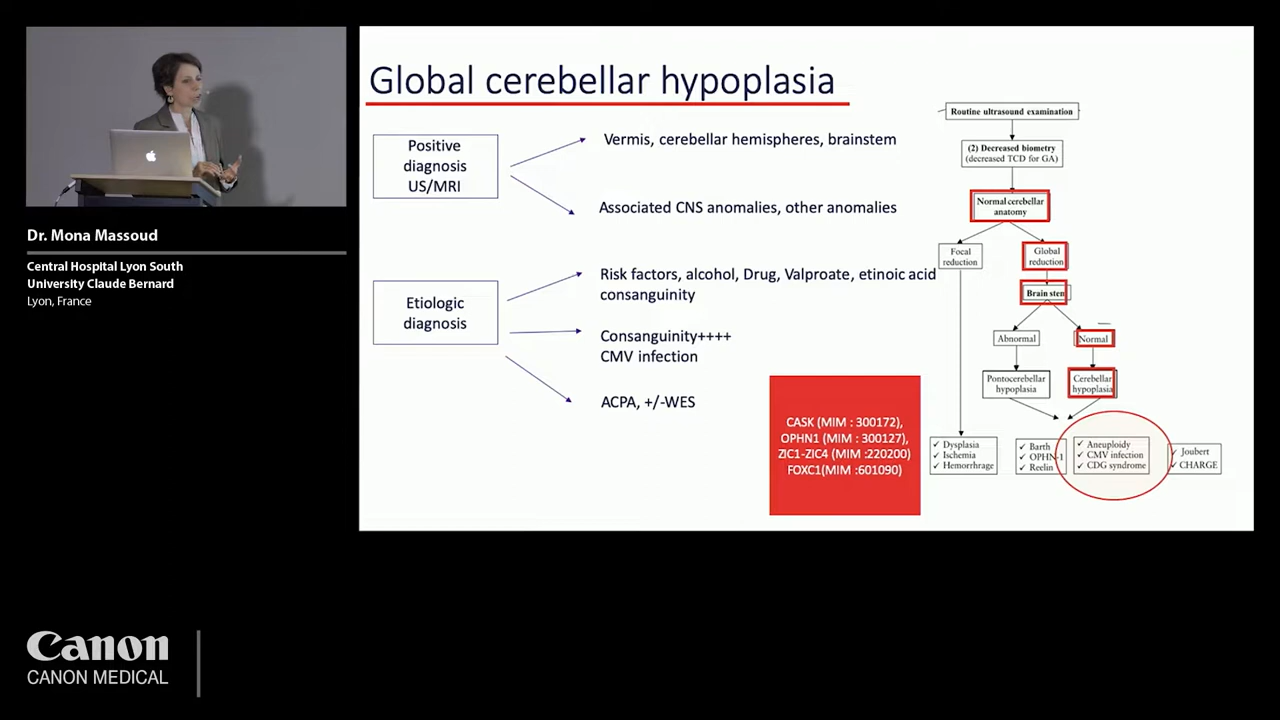 Global cerebellar hypoplasia
Positive
diagnosis
US/MRI
Vermis, cerebellar hemispheres, brainstem
Associated CNS anomalies, other anomalies
Etiologic
diagnosis
Risk factors, alcohol, Drug, Valproate, etinoic acid
consanguinity
Consanguinity++++
CMV infection
ACPA, +/-WES
CASK (MIM : 300172),
OPHN1 (MIM : 300127),
ZIC1-ZIC4 (MIM :220200)
FOXC1(MIM :601090)
Routine ultrasound examination
(2) Decreased biometry
(decreased TCD for GA)
Normal cerebellar
anatomy
Focal
reduction
Global
reduction
Brain sten
Abnormal
Normal
Pontocerebellar
hypoplasia
Cerebellar
hypoplasia
✓ Dysplasia
✓ Ischemia
✓ Hemorrhage
✓ Barth
✓ OPHN-1
✓ Reelin
✓ Aneuploidy
✓ CMV infection
✓ CDG syndrome
✓ Joubert
✓ CHARGE
Dr. Mona Massoud
Central Hospital Lyon South
University Claude Bernard
Lyon, France
Canon
CANON MEDICAL